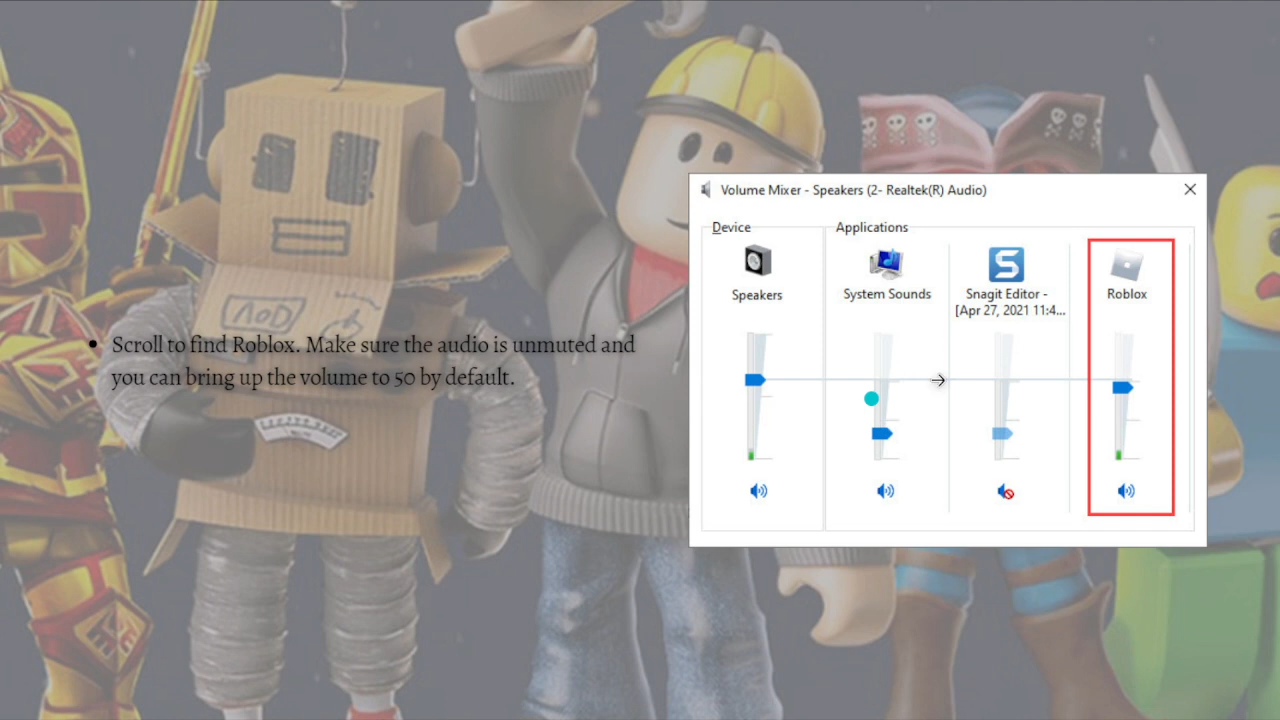 • Scroll to find Roblox. Make sure the audio is unmuted and
you can bring up the volume to 50 by default.
Volume Mixer - Speakers (2- Realtek(R) Audio)
Device
Applications
Speakers
System Sounds
Snagit Editor -
[Apr 27, 2021 11:4...
Roblox